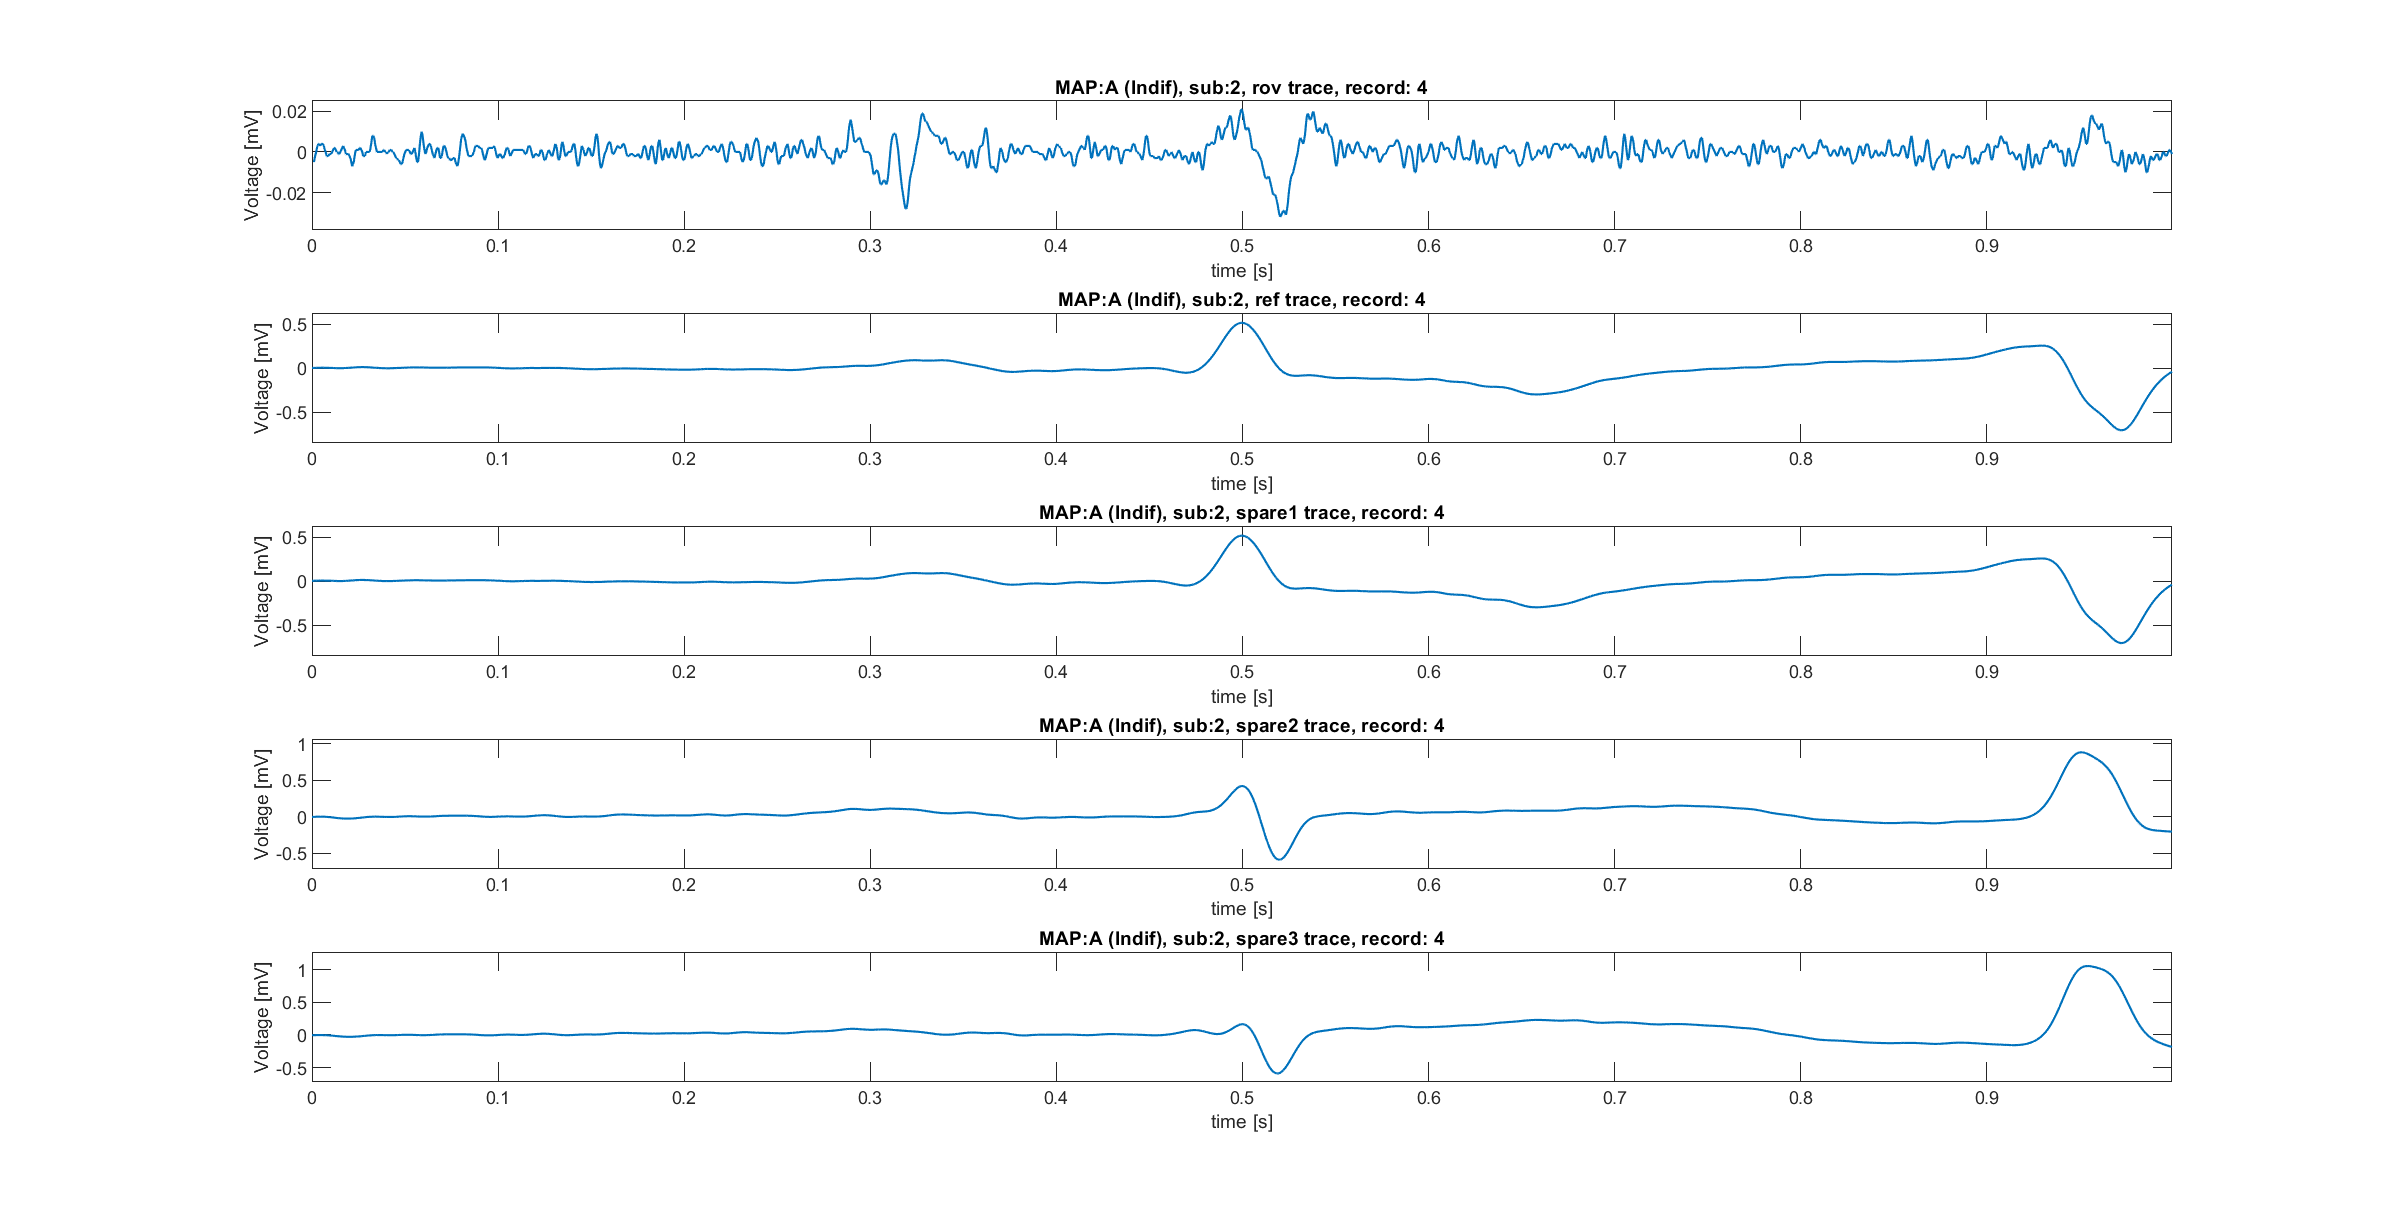 MAP:A (Indif), sub:2, rov trace, record: 4
Voltage [mV]
0.02
0
-0.02
0 0.1 0.2 0.3 0.4 0.5 0.6 0.7 0.8 0.9
time [s]
MAP:A (Indif), sub:2, ref trace, record: 4
Voltage [mV]
0.5
0
-0.5
0 0.1 0.2 0.3 0.4 0.5 0.6 0.7 0.8 0.9
time [s]
MAP:A (Indif), sub:2, spare1 trace, record: 4
Voltage [mV]
0.5
0
-0.5
0 0.1 0.2 0.3 0.4 0.5 0.6 0.7 0.8 0.9
time [s]
MAP:A (Indif), sub:2, spare2 trace, record: 4
Voltage [mV]
1
0.5
0
-0.5
0 0.1 0.2 0.3 0.4 0.5 0.6 0.7 0.8 0.9
time [s]
MAP:A (Indif), sub:2, spare3 trace, record: 4
Voltage [mV]
1
0.5
0
-0.5
0 0.1 0.2 0.3 0.4 0.5 0.6 0.7 0.8 0.9
time [s]